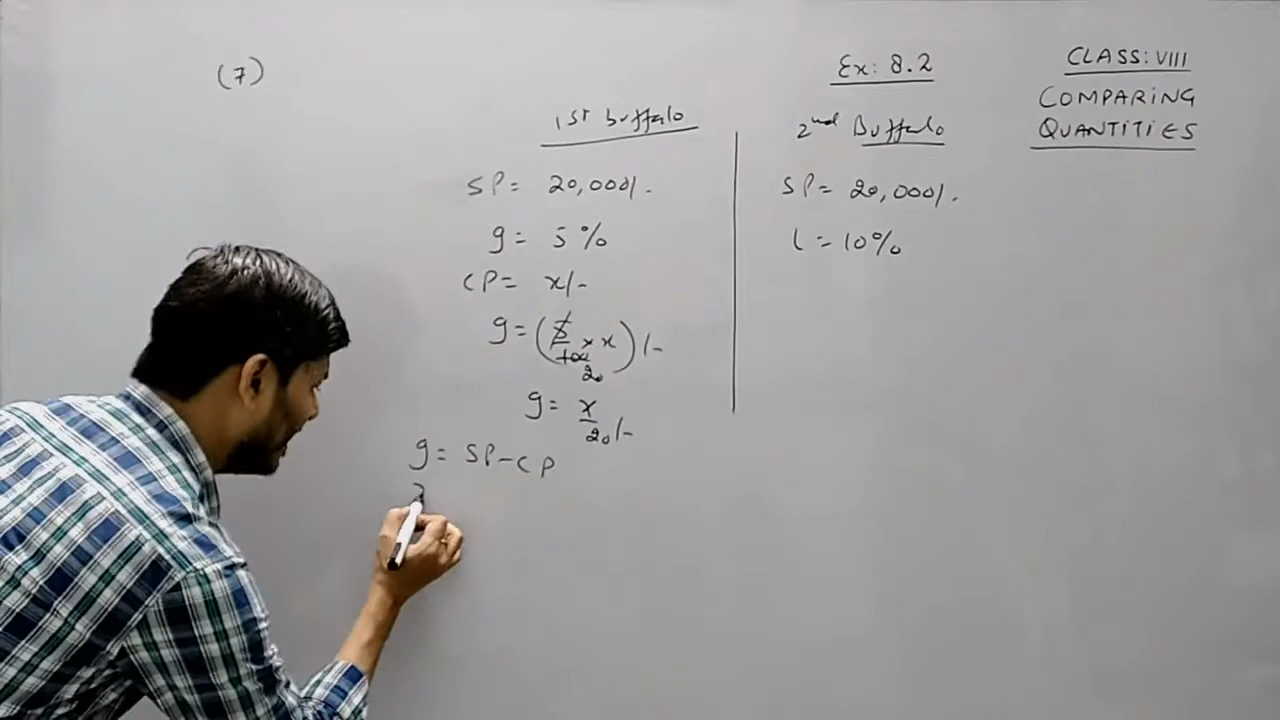 (7)
Ex: 8.2
CLASS: VIII
COMPARING
QUANTITIES
1st buffalo
SP = 20,000/-
g = 5%
CP = x/-
g = (5/100 × x)/-
20
g = x/20/-
g = SP - CP
2nd Buffalo
SP = 20,000/-
l = 10%